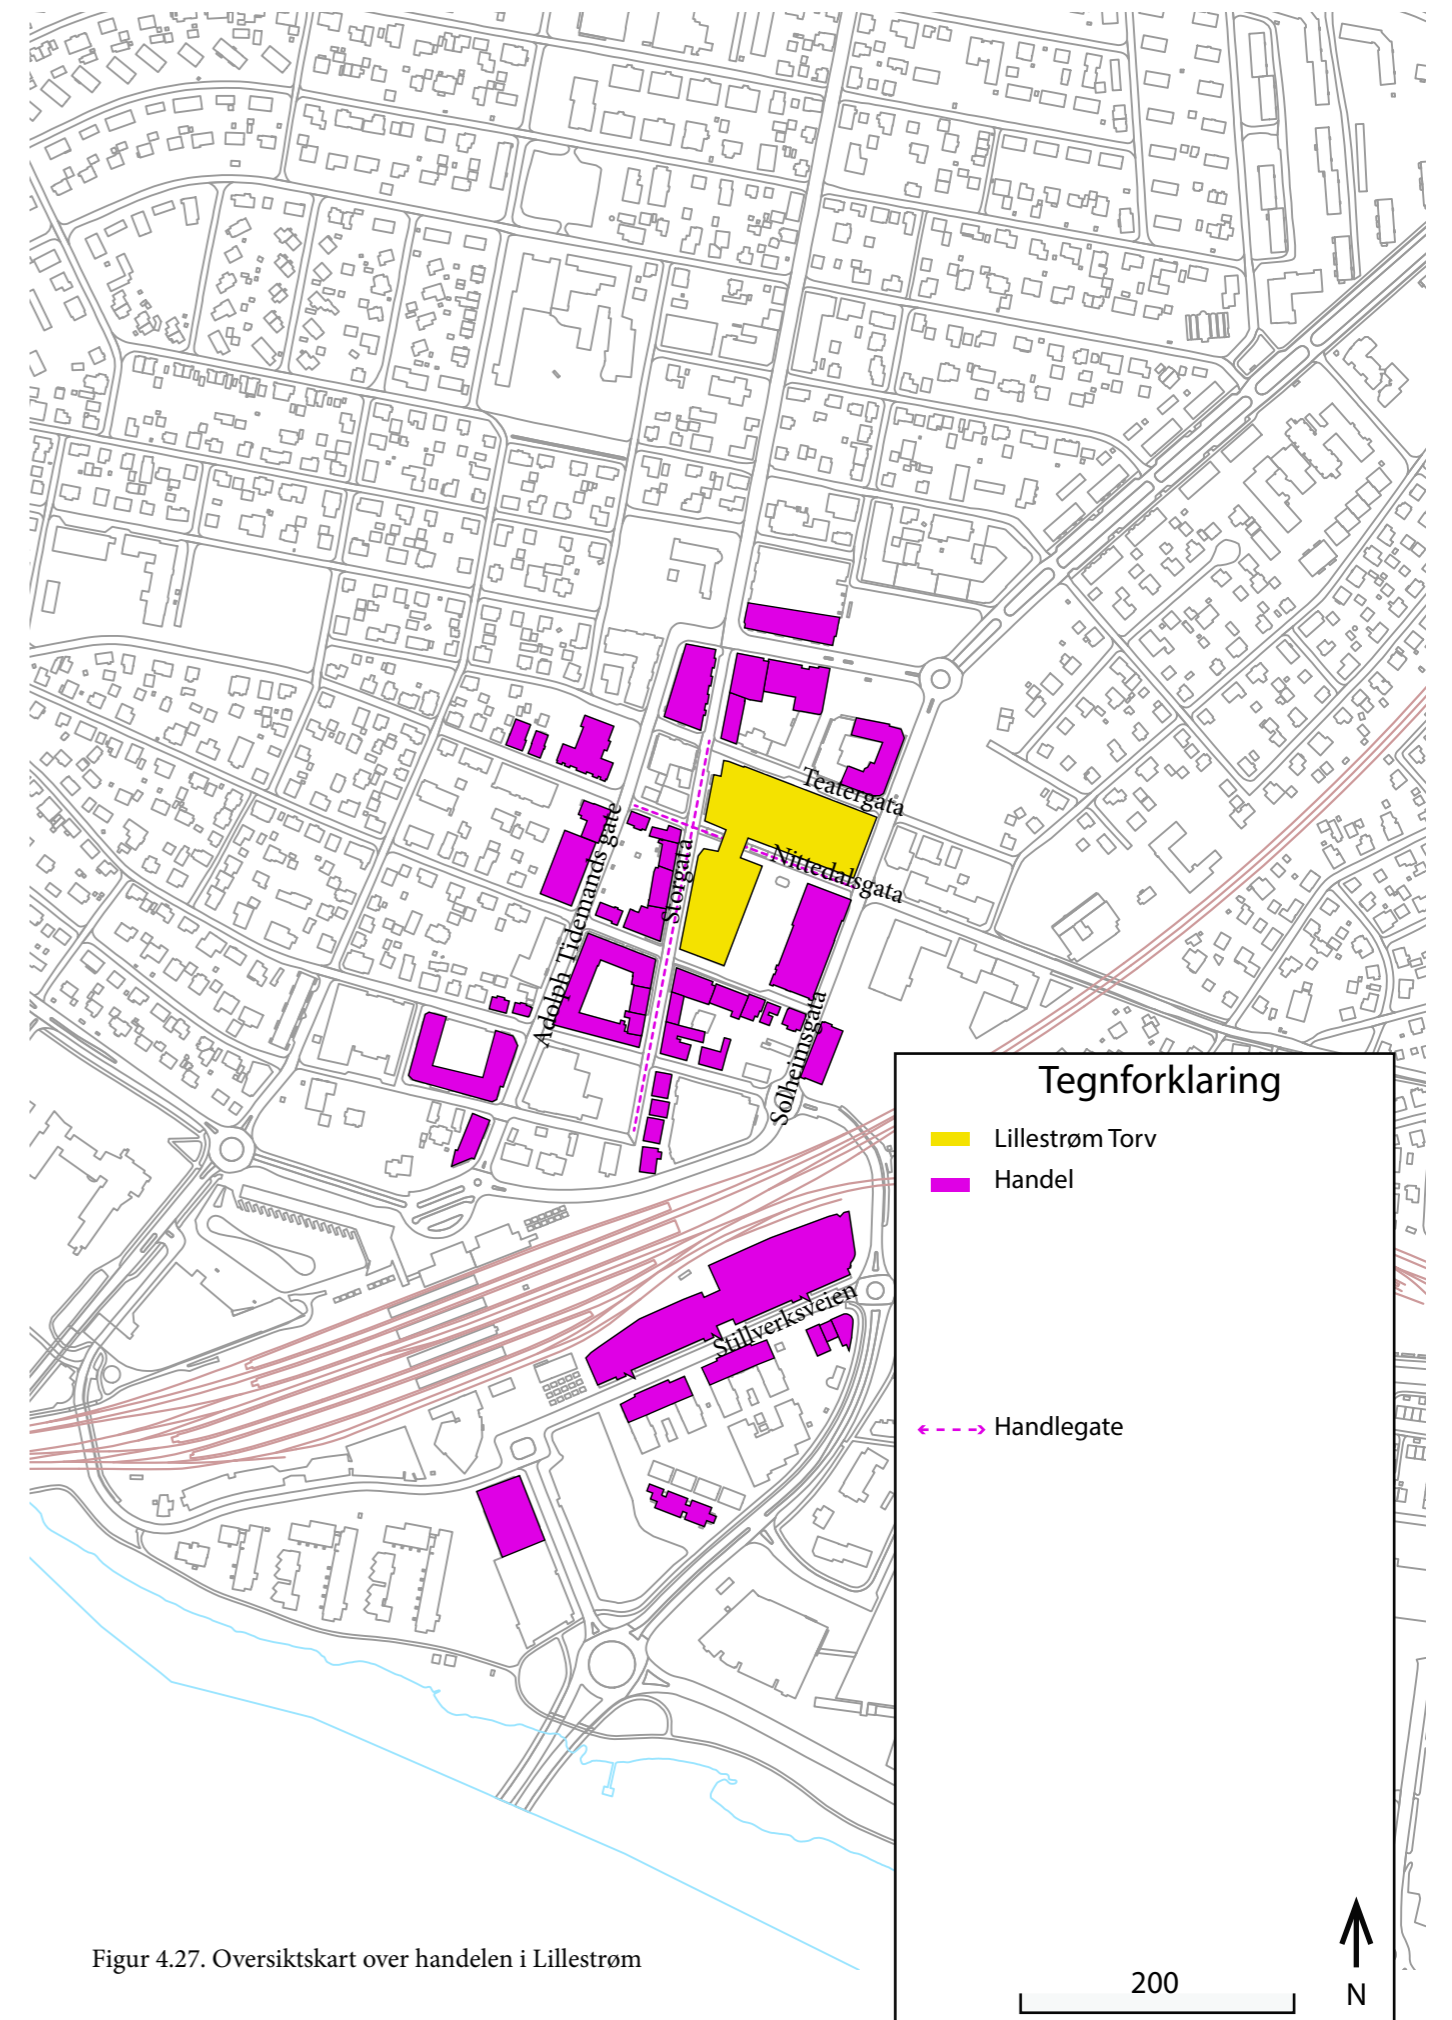 Teatergata
Nittedalsgata
Adolph Tidemands gate
Storgata
Solheimsgata
Tegnforklaring
Lillestrøm Torv
Handel
Stillverksveien
Handlegate
Figur 4.27. Oversiktskart over handelen i Lillestrøm
200
N